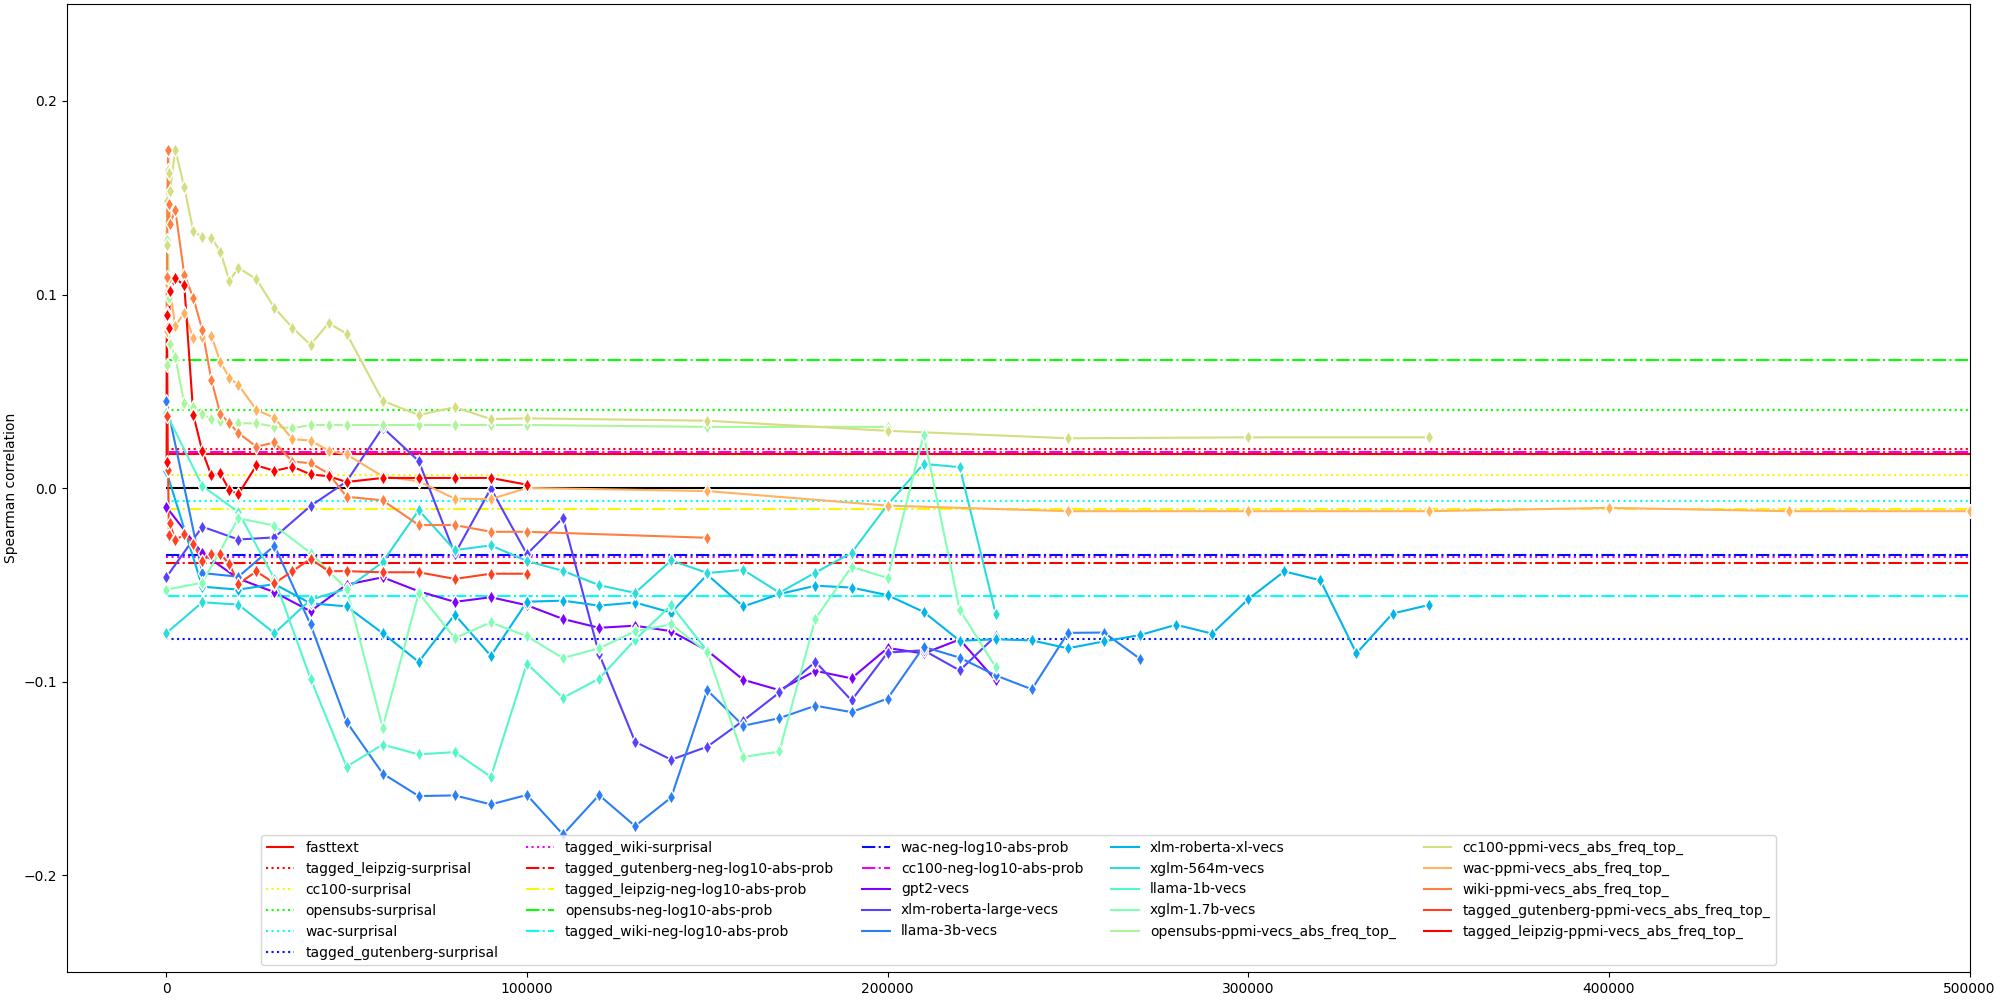 Spearman correlation
0.2
0.1
0.0
−0.1
−0.2
fasttext
tagged_leipzig-surprisal
cc100-surprisal
opensubs-surprisal
wac-surprisal
tagged_gutenberg-surprisal
tagged_wiki-surprisal
tagged_gutenberg-neg-log10-abs-prob
tagged_leipzig-neg-log10-abs-prob
opensubs-neg-log10-abs-prob
tagged_wiki-neg-log10-abs-prob
wac-neg-log10-abs-prob
cc100-neg-log10-abs-prob
gpt2-vecs
xlm-roberta-large-vecs
llama-3b-vecs
xlm-roberta-xl-vecs
xglm-564m-vecs
llama-1b-vecs
xglm-1.7b-vecs
opensubs-ppmi-vecs_abs_freq_top_
cc100-ppmi-vecs_abs_freq_top_
wac-ppmi-vecs_abs_freq_top_
wiki-ppmi-vecs_abs_freq_top_
tagged_gutenberg-ppmi-vecs_abs_freq_top_
tagged_leipzig-ppmi-vecs_abs_freq_top_
0 100000 200000 300000 400000 500000